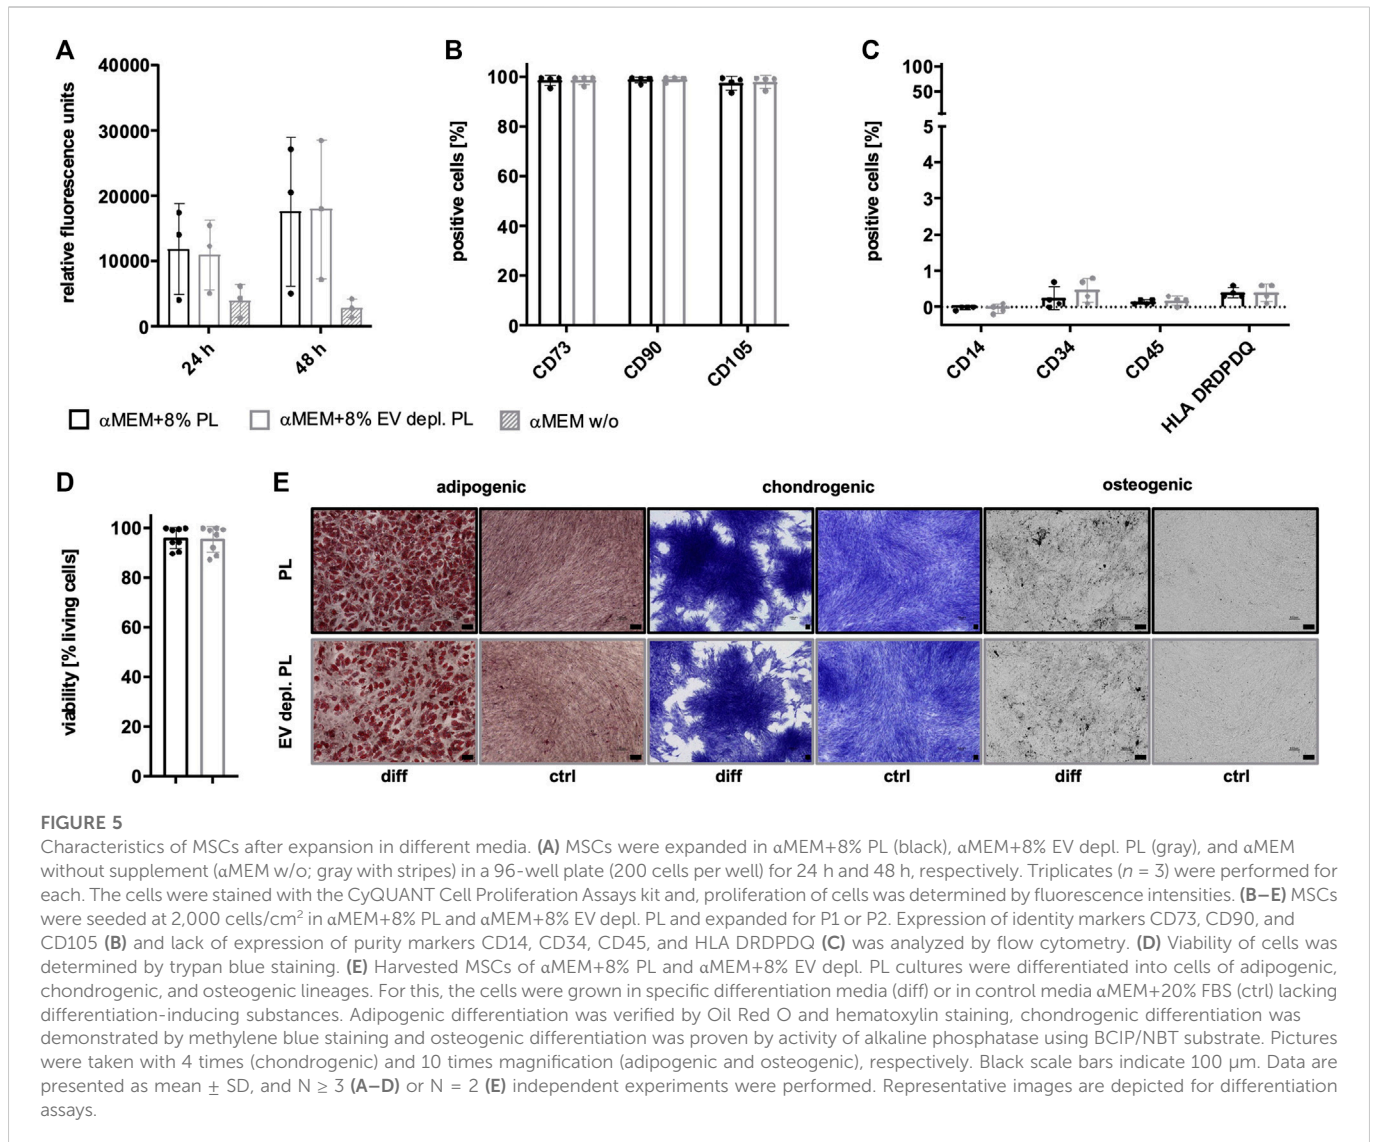 A
B
C
40000
30000
20000
10000
0
relative fluorescence units
24 h
48 h
100
80
60
40
20
0
positive cells [%]
CD73
CD90
CD105
100
50
5
4
3
2
1
0
positive cells [%]
CD14
CD34
CD45
HLA DRDPDQ
αMEM+8% PL
αMEM+8% EV depl. PL
αMEM w/o
D
E
100
80
60
40
20
0
viability [% living cells]
adipogenic
chondrogenic
osteogenic
PL
EV depl. PL
diff
ctrl
diff
ctrl
diff
ctrl
FIGURE 5
Characteristics of MSCs after expansion in different media. (A) MSCs were expanded in αMEM+8% PL (black), αMEM+8% EV depl. PL (gray), and αMEM
without supplement (αMEM w/o; gray with stripes) in a 96-well plate (200 cells per well) for 24 h and 48 h, respectively. Triplicates (n = 3) were performed for
each. The cells were stained with the CyQUANT Cell Proliferation Assays kit and, proliferation of cells was determined by fluorescence intensities. (B–E) MSCs
were seeded at 2,000 cells/cm² in αMEM+8% PL and αMEM+8% EV depl. PL and expanded for P1 or P2. Expression of identity markers CD73, CD90, and
CD105 (B) and lack of expression of purity markers CD14, CD34, CD45, and HLA DRDPDQ (C) was analyzed by flow cytometry. (D) Viability of cells was
determined by trypan blue staining. (E) Harvested MSCs of αMEM+8% PL and αMEM+8% EV depl. PL cultures were differentiated into cells of adipogenic,
chondrogenic, and osteogenic lineages. For this, the cells were grown in specific differentiation media (diff) or in control media αMEM+20% FBS (ctrl) lacking
differentiation-inducing substances. Adipogenic differentiation was verified by Oil Red O and hematoxylin staining, chondrogenic differentiation was
demonstrated by methylene blue staining and osteogenic differentiation was proven by activity of alkaline phosphatase using BCIP/NBT substrate. Pictures
were taken with 4 times (chondrogenic) and 10 times magnification (adipogenic and osteogenic), respectively. Black scale bars indicate 100 μm. Data are
presented as mean ± SD, and N ≥ 3 (A–D) or N = 2 (E) independent experiments were performed. Representative images are depicted for differentiation
assays.